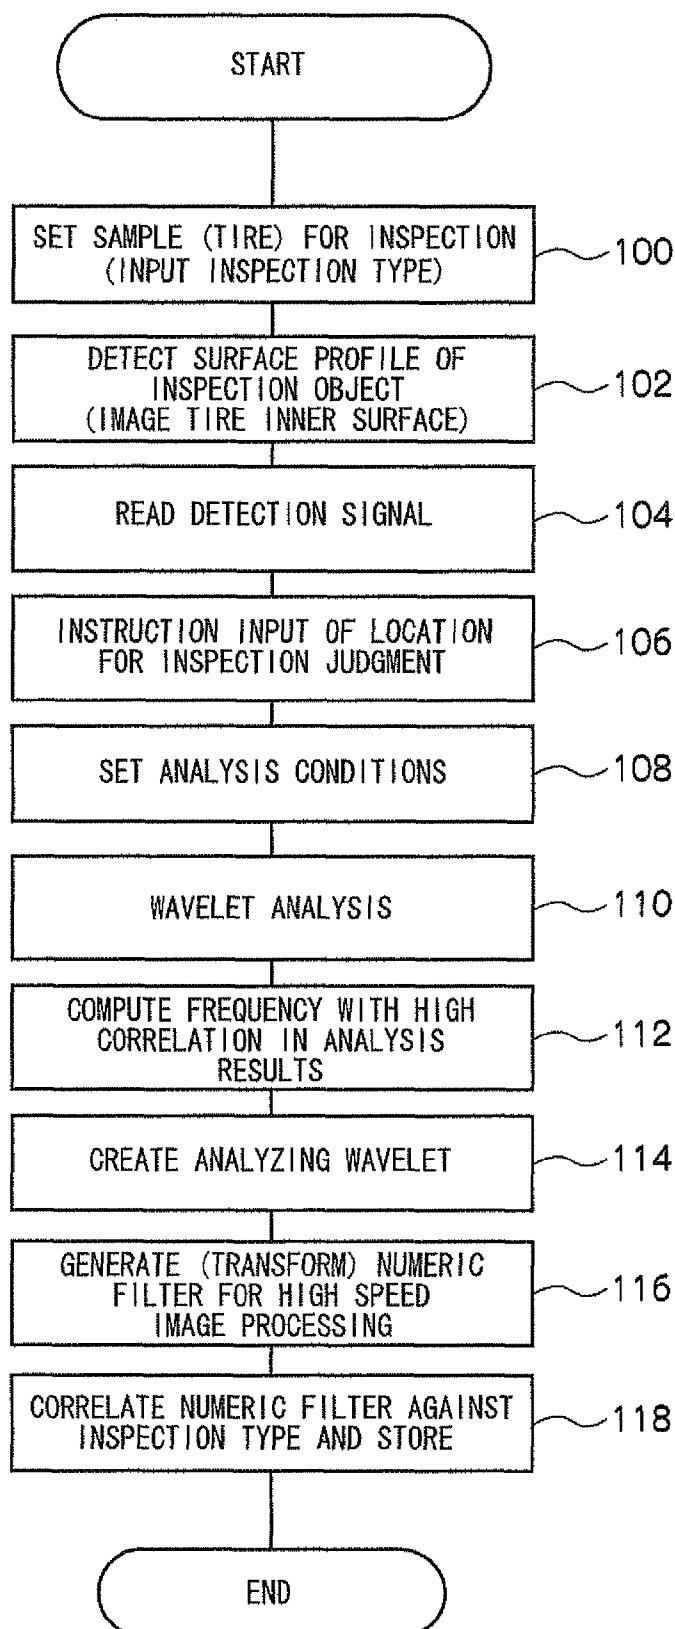 START
SET SAMPLE (TIRE) FOR INSPECTION
(INPUT INSPECTION TYPE)
100
DETECT SURFACE PROFILE OF
INSPECTION OBJECT
(IMAGE TIRE INNER SURFACE)
102
READ DETECTION SIGNAL
104
INSTRUCTION INPUT OF LOCATION
FOR INSPECTION JUDGMENT
106
SET ANALYSIS CONDITIONS
108
WAVELET ANALYSIS
110
COMPUTE FREQUENCY WITH HIGH
CORRELATION IN ANALYSIS
RESULTS
112
CREATE ANALYZING WAVELET
114
GENERATE (TRANSFORM) NUMERIC
FILTER FOR HIGH SPEED
IMAGE PROCESSING
116
CORRELATE NUMERIC FILTER AGAINST
INSPECTION TYPE AND STORE
118
END